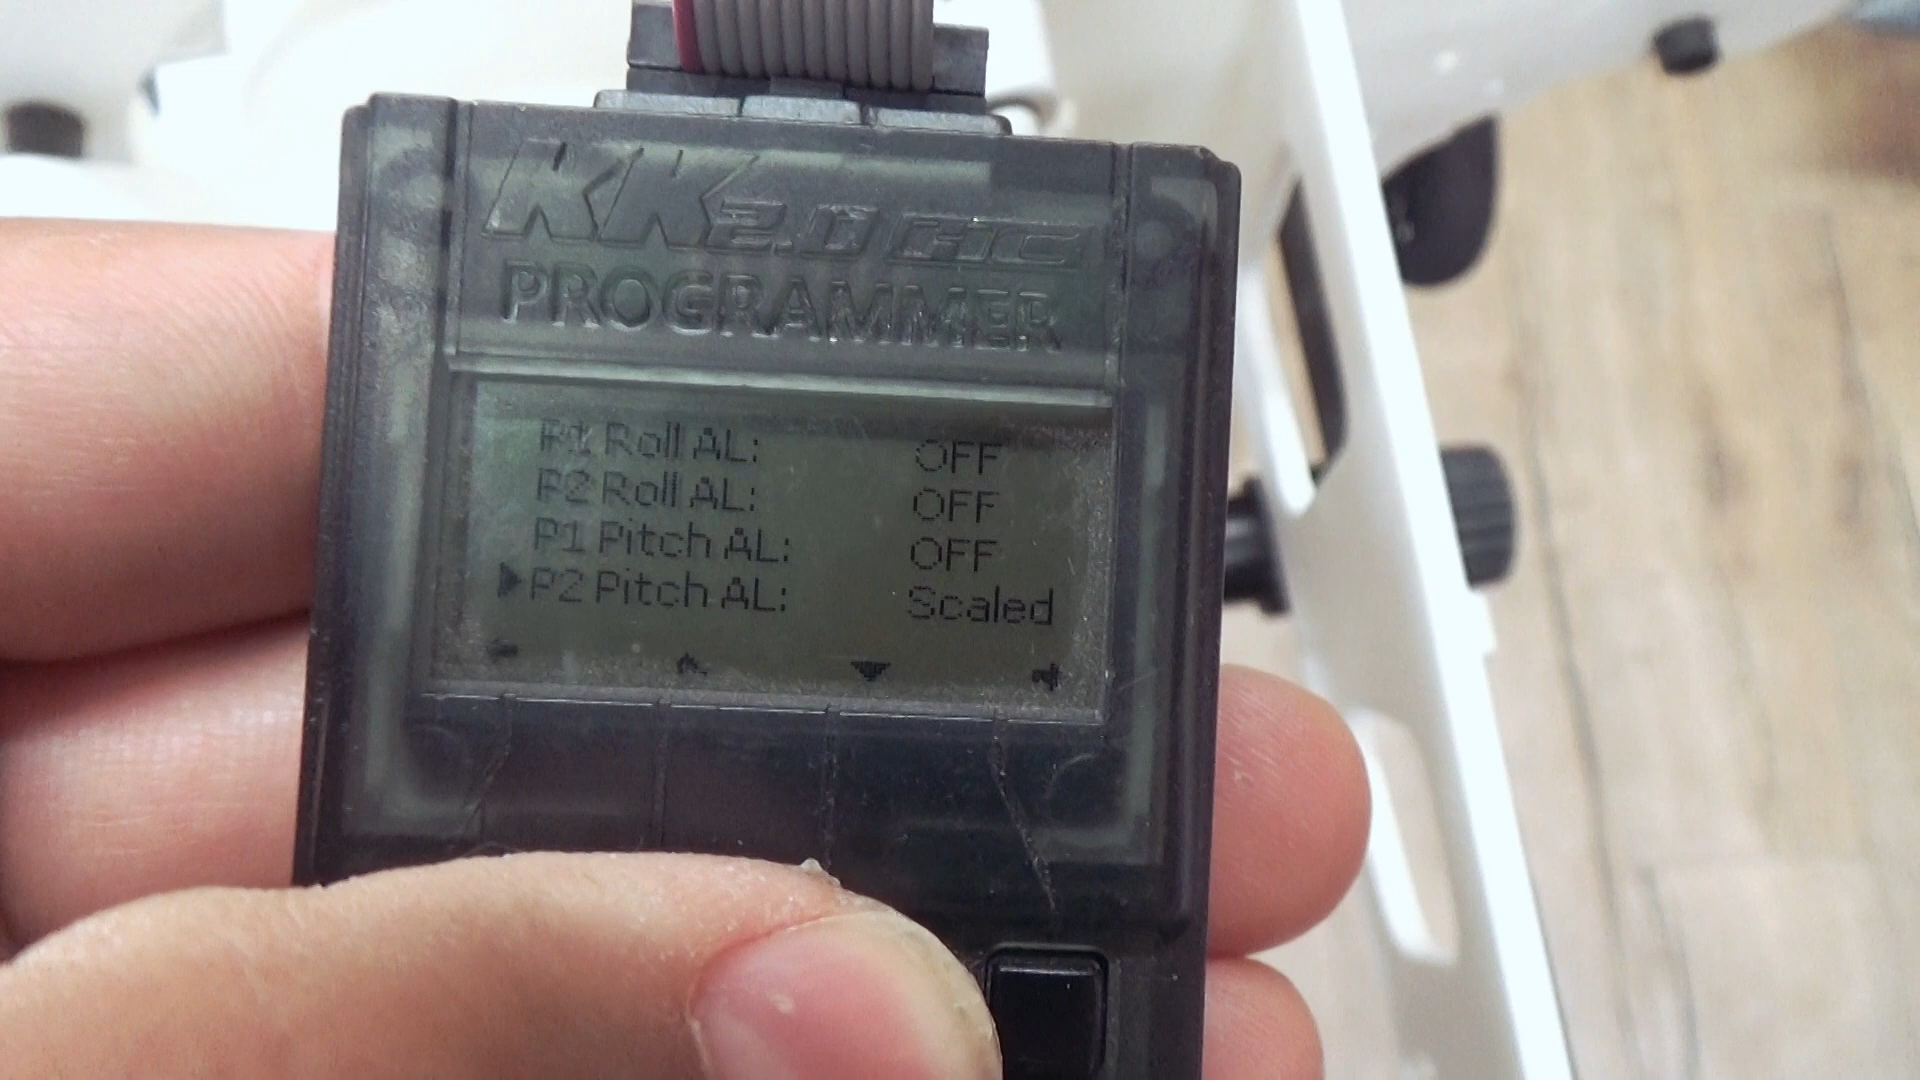 KK2.0 HC
PROGRAMMER
P1 Roll AL: OFF
P2 Roll AL: OFF
P1 Pitch AL: OFF
P2 Pitch AL: Scaled